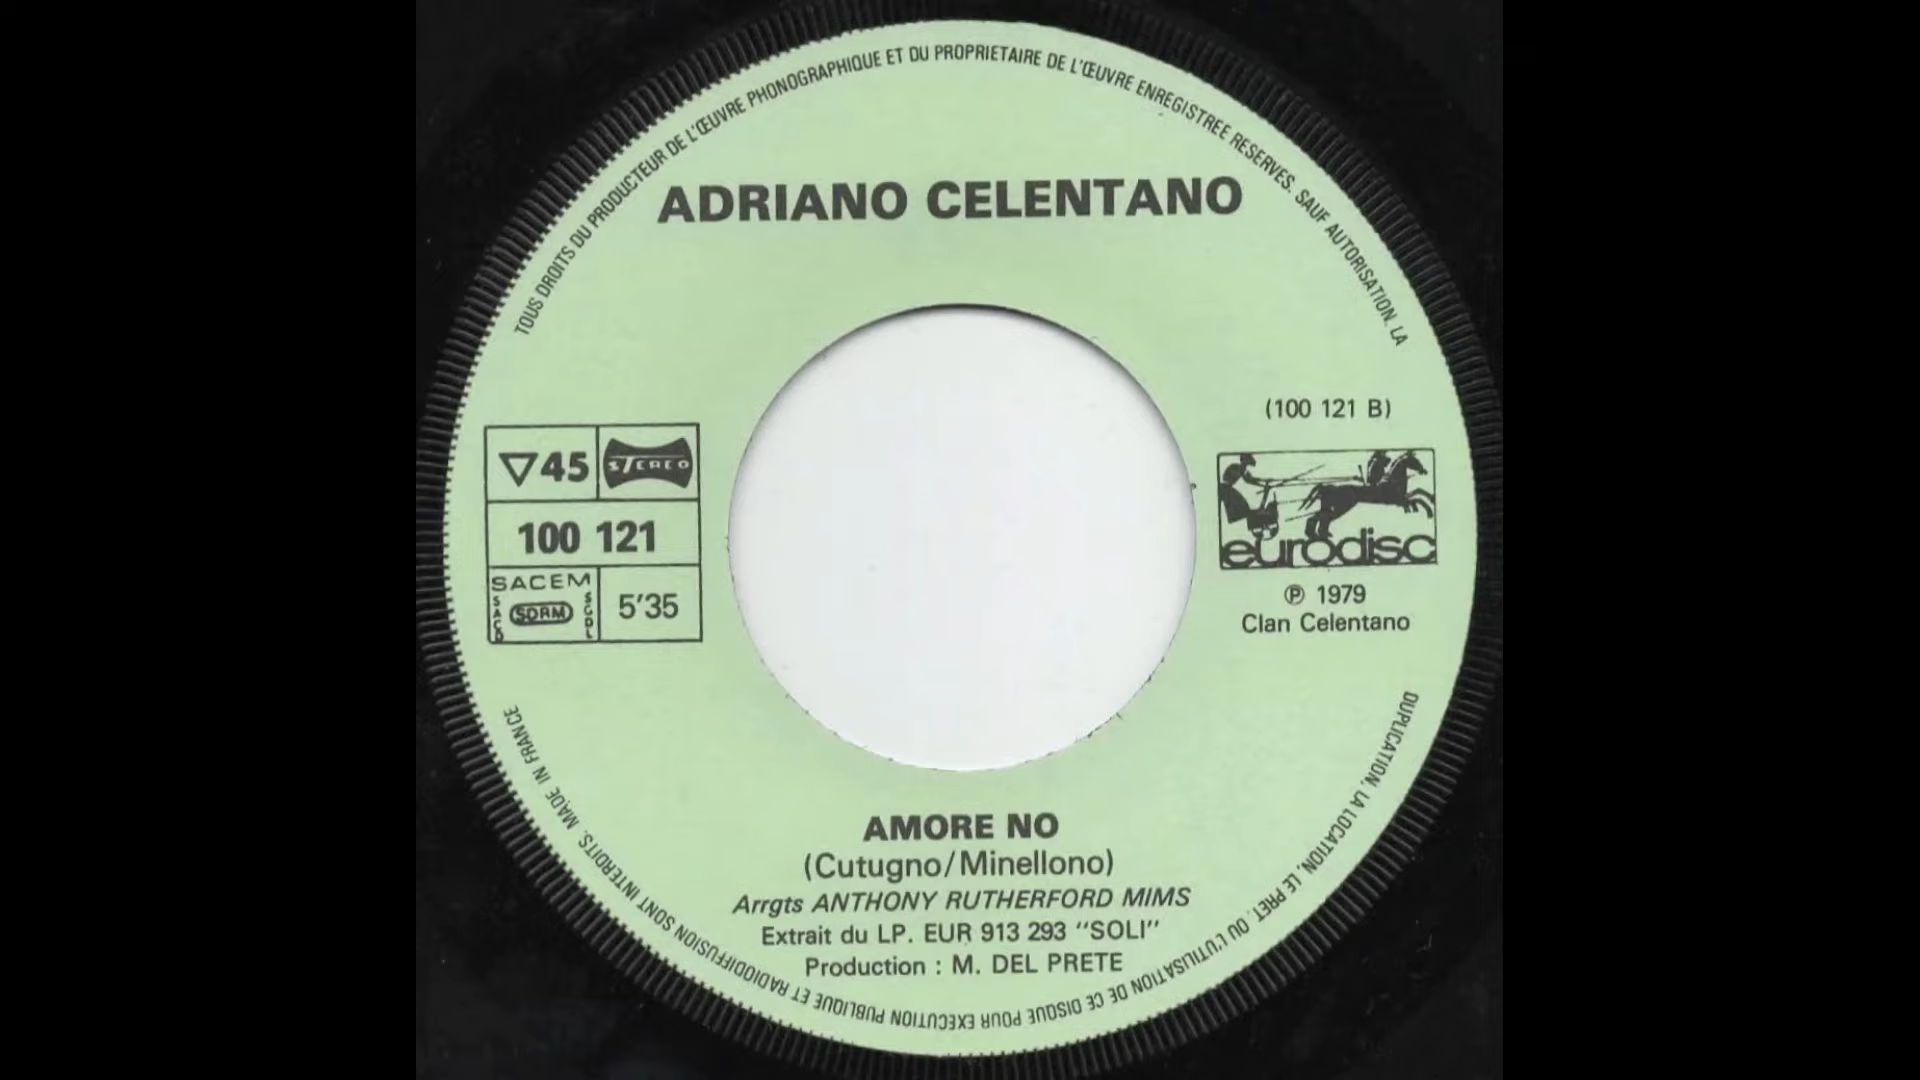 TOUS DROITS DU PRODUCTEUR DE L'ŒUVRE PHONOGRAPHIQUE ET DU PROPRIETAIRE DE L'ŒUVRE ENREGISTREE RESERVES. SAUF AUTORISATION. LA
DUPLICATION, LA LOCATION, LE PRET, OU L'UTILISATION DE CE DISQUE POUR EXECUTION PUBLIQUE ET RADIODIFFUSION SONT INTERDITS. MADE IN FRANCE
ADRIANO CELENTANO
(100 121 B)
▽45 STEREO
100 121
SACEM
SACD SDRM SCDL
5'35
eurodisc
℗ 1979
Clan Celentano
AMORE NO
(Cutugno/Minellono)
Arrgts ANTHONY RUTHERFORD MIMS
Extrait du LP. EUR 913 293 "SOLI"
Production : M. DEL PRETE